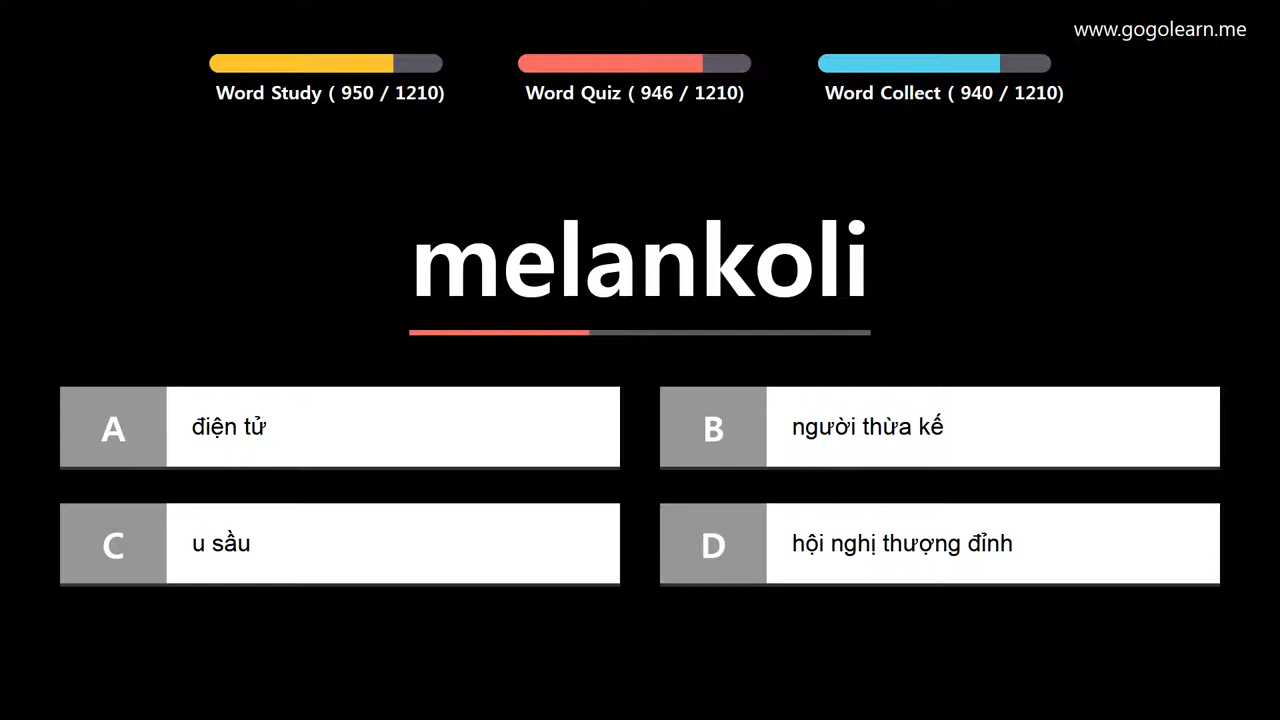 www.gogolearn.me
Word Study ( 950 / 1210)
Word Quiz ( 946 / 1210)
Word Collect ( 940 / 1210)
melankoli
A
điện tử
B
người thừa kế
C
u sầu
D
hội nghị thượng đỉnh